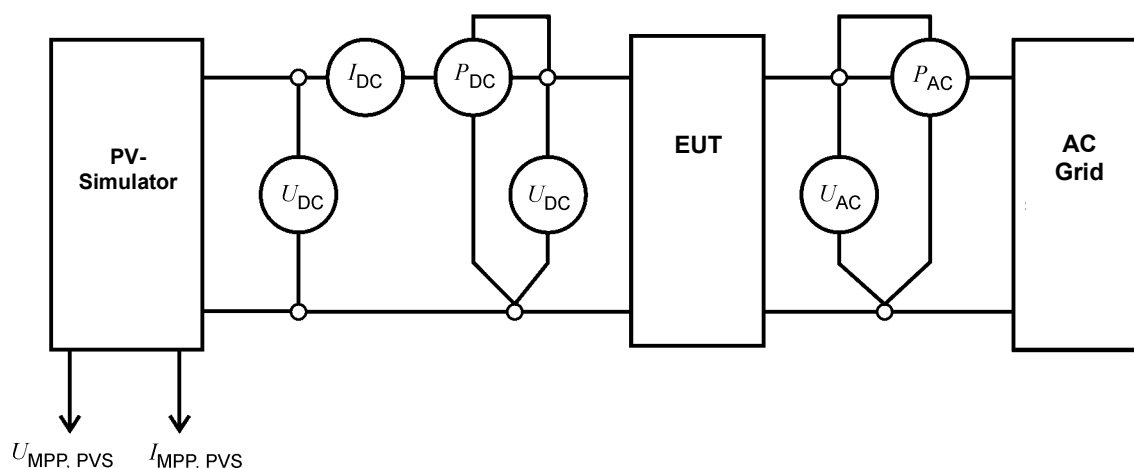 I_DC
P_DC
P_AC
PV-
Simulator
EUT
AC
Grid
U_DC
U_DC
U_AC
U_MPP, PVS
I_MPP, PVS